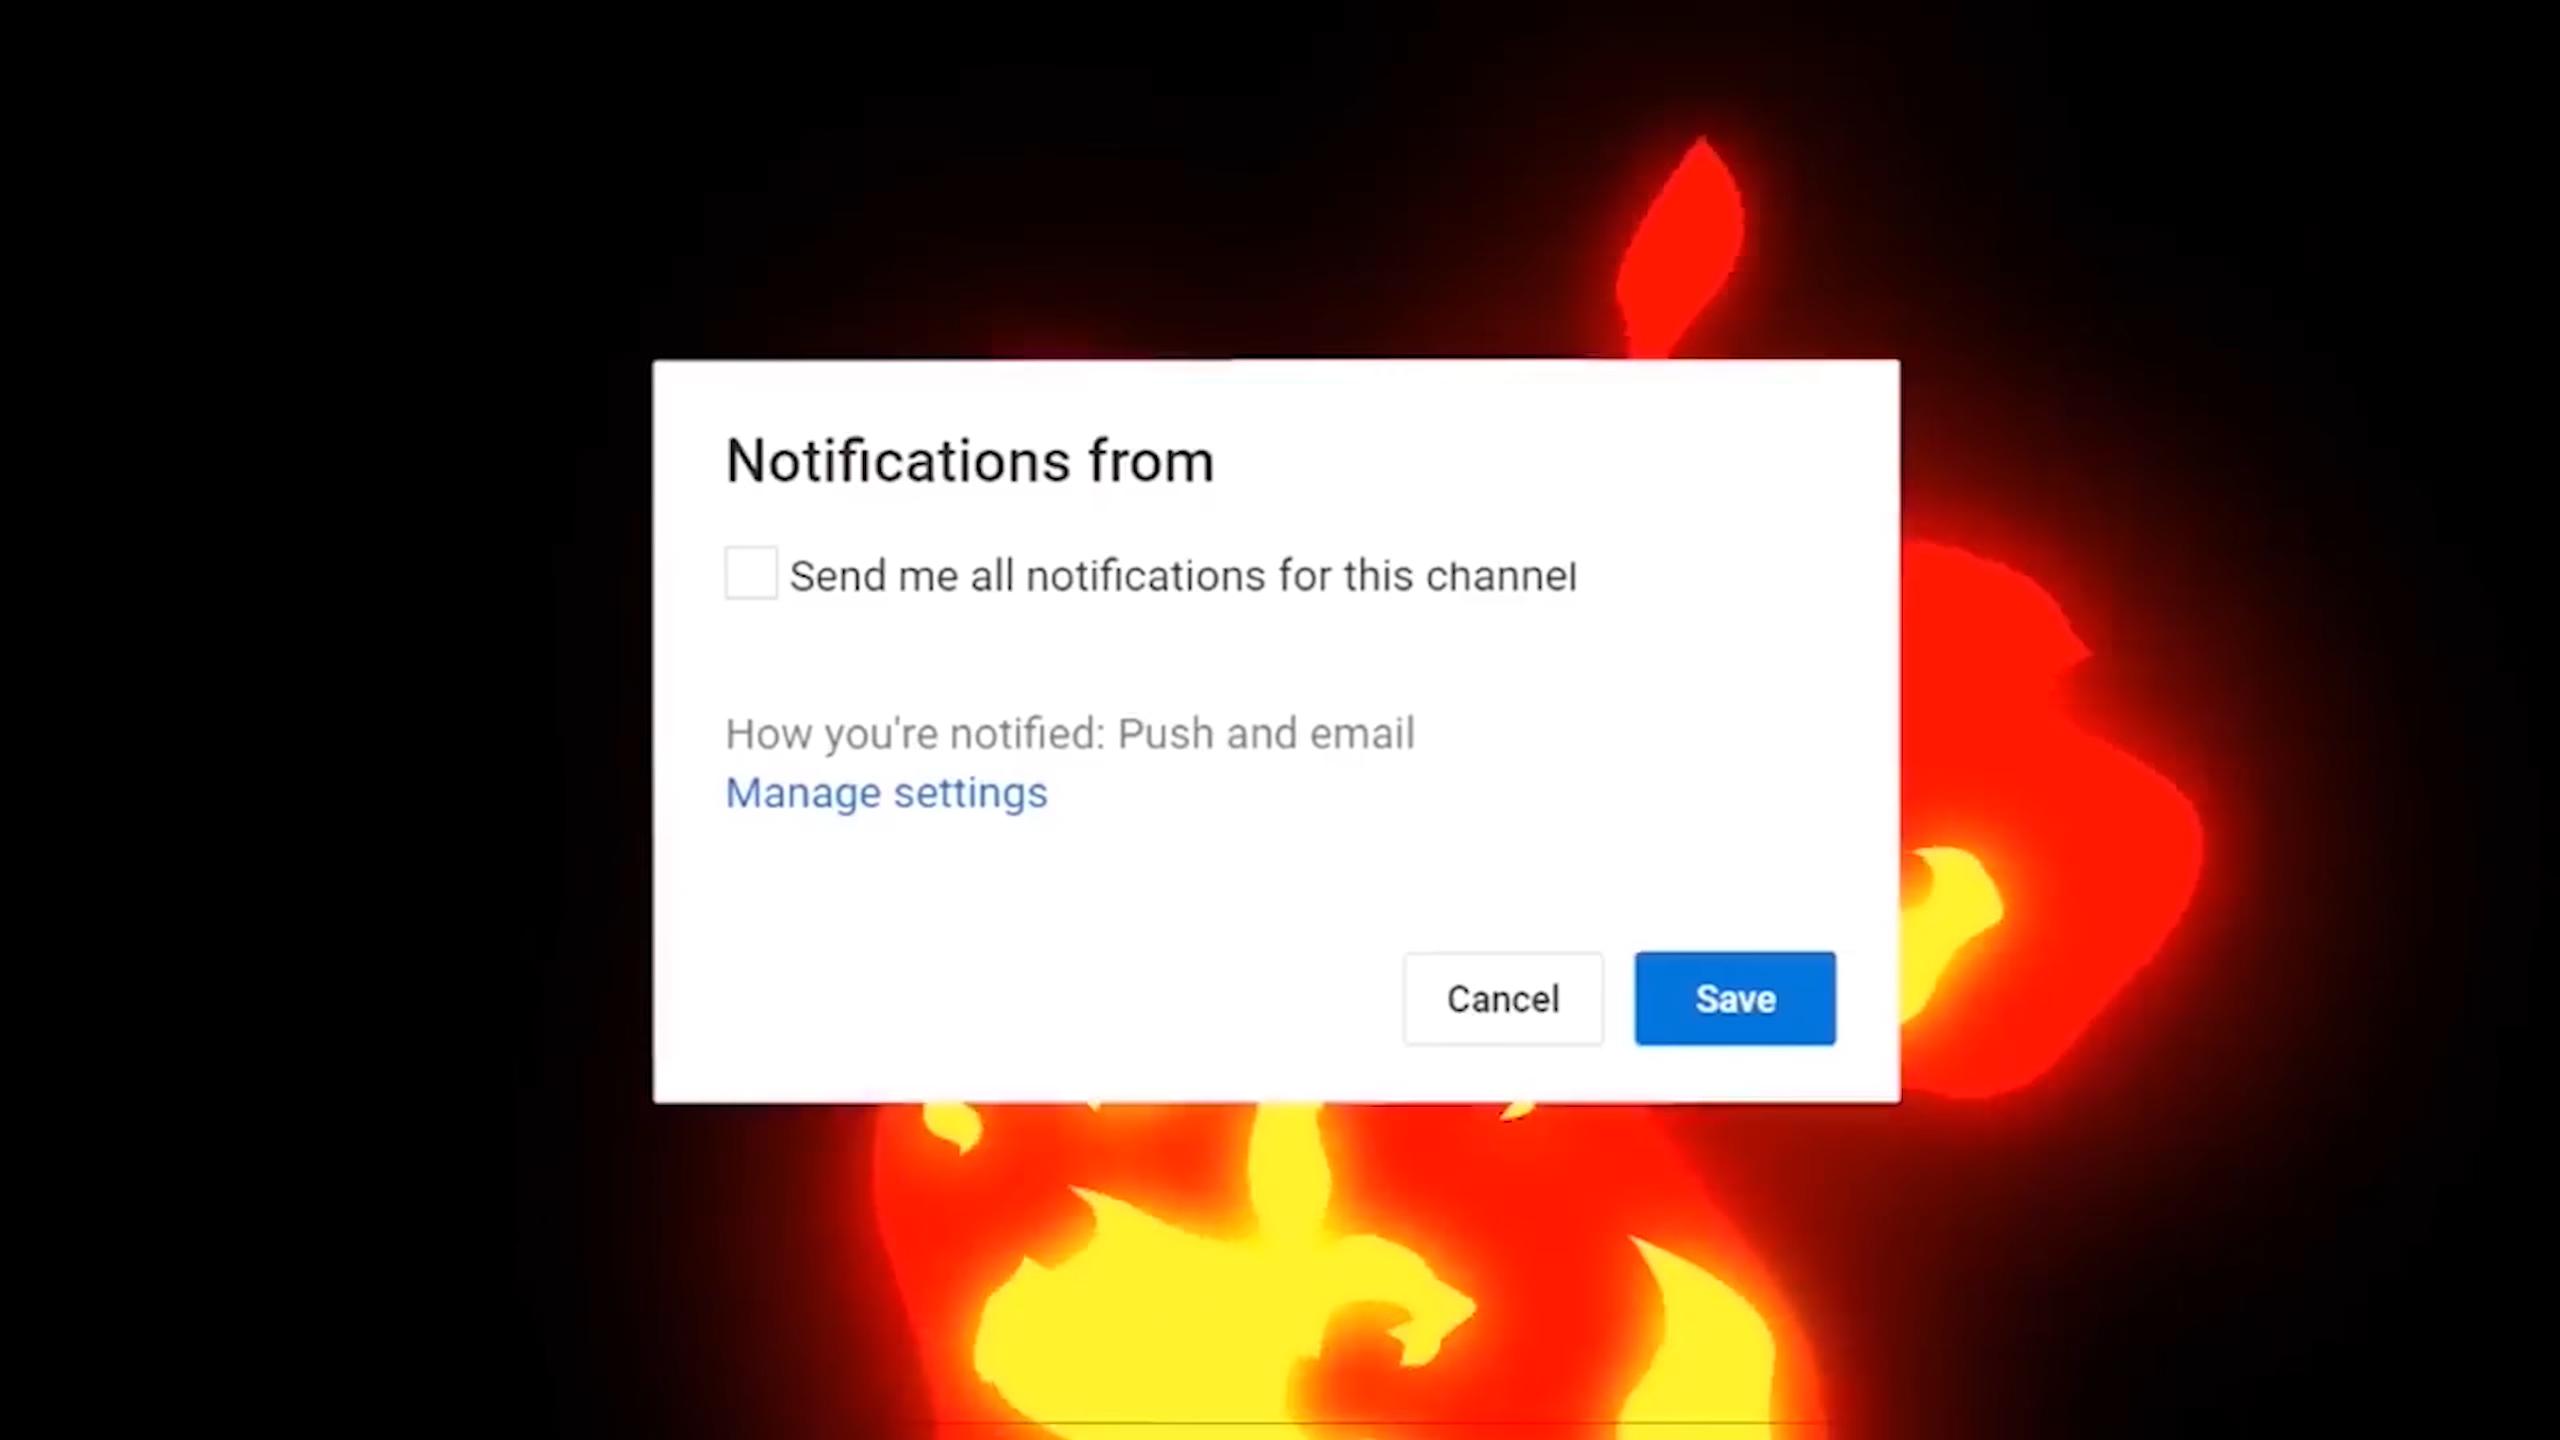 Notifications from
Send me all notifications for this channel
How you're notified: Push and email
Manage settings
Cancel
Save